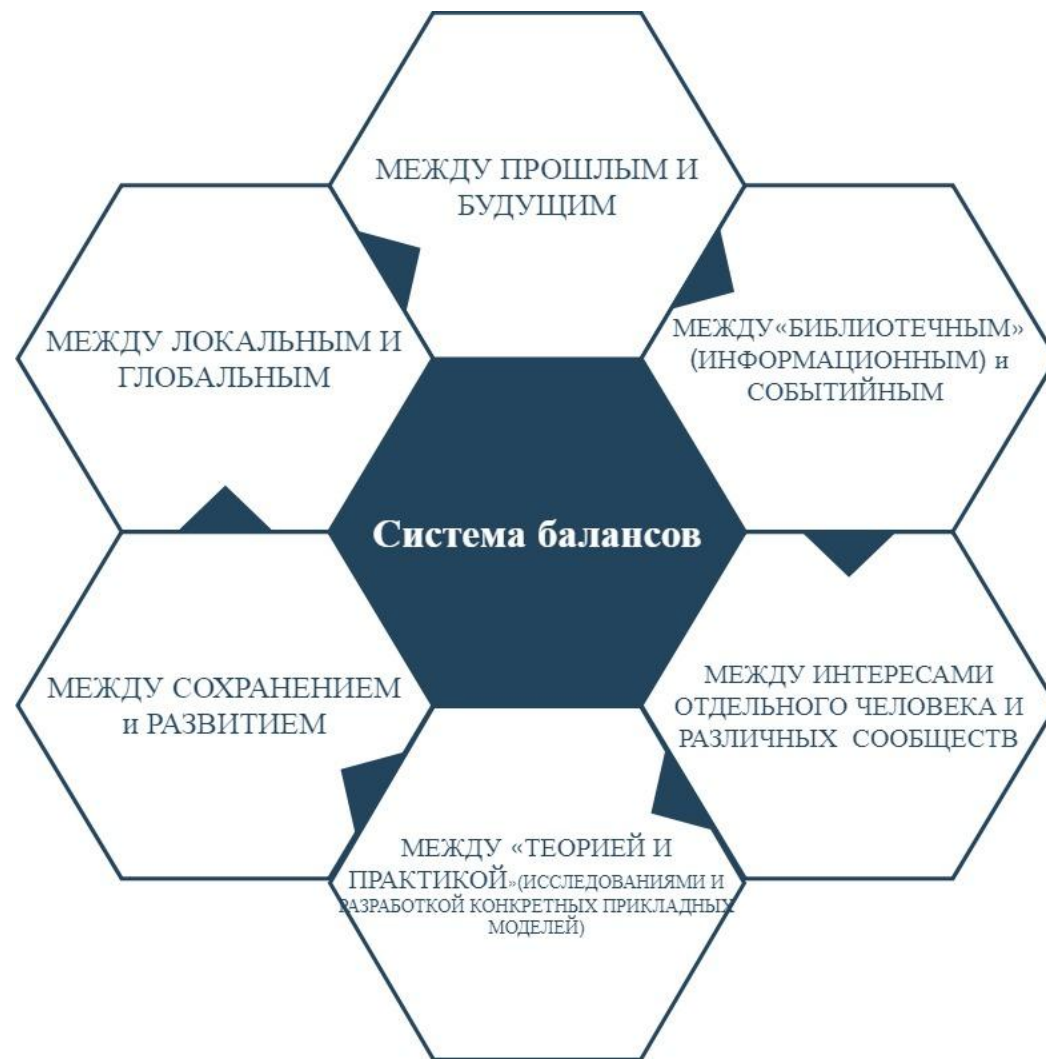 МЕЖДУ ПРОШЛЫМ И
БУДУЩИМ
МЕЖДУ«БИБЛИОТЕЧНЫМ»
(ИНФОРМАЦИОННЫМ) и
СОБЫТИЙНЫМ
МЕЖДУ ИНТЕРЕСАМИ
ОТДЕЛЬНОГО ЧЕЛОВЕКА И
РАЗЛИЧНЫХ СООБЩЕСТВ
МЕЖДУ «ТЕОРИЕЙ И
ПРАКТИКОЙ»(ИССЛЕДОВАНИЯМИ И
РАЗРАБОТКОЙ КОНКРЕТНЫХ ПРИКЛАДНЫХ
МОДЕЛЕЙ)
МЕЖДУ СОХРАНЕНИЕМ
и РАЗВИТИЕМ
МЕЖДУ ЛОКАЛЬНЫМ И
ГЛОБАЛЬНЫМ
Система балансов